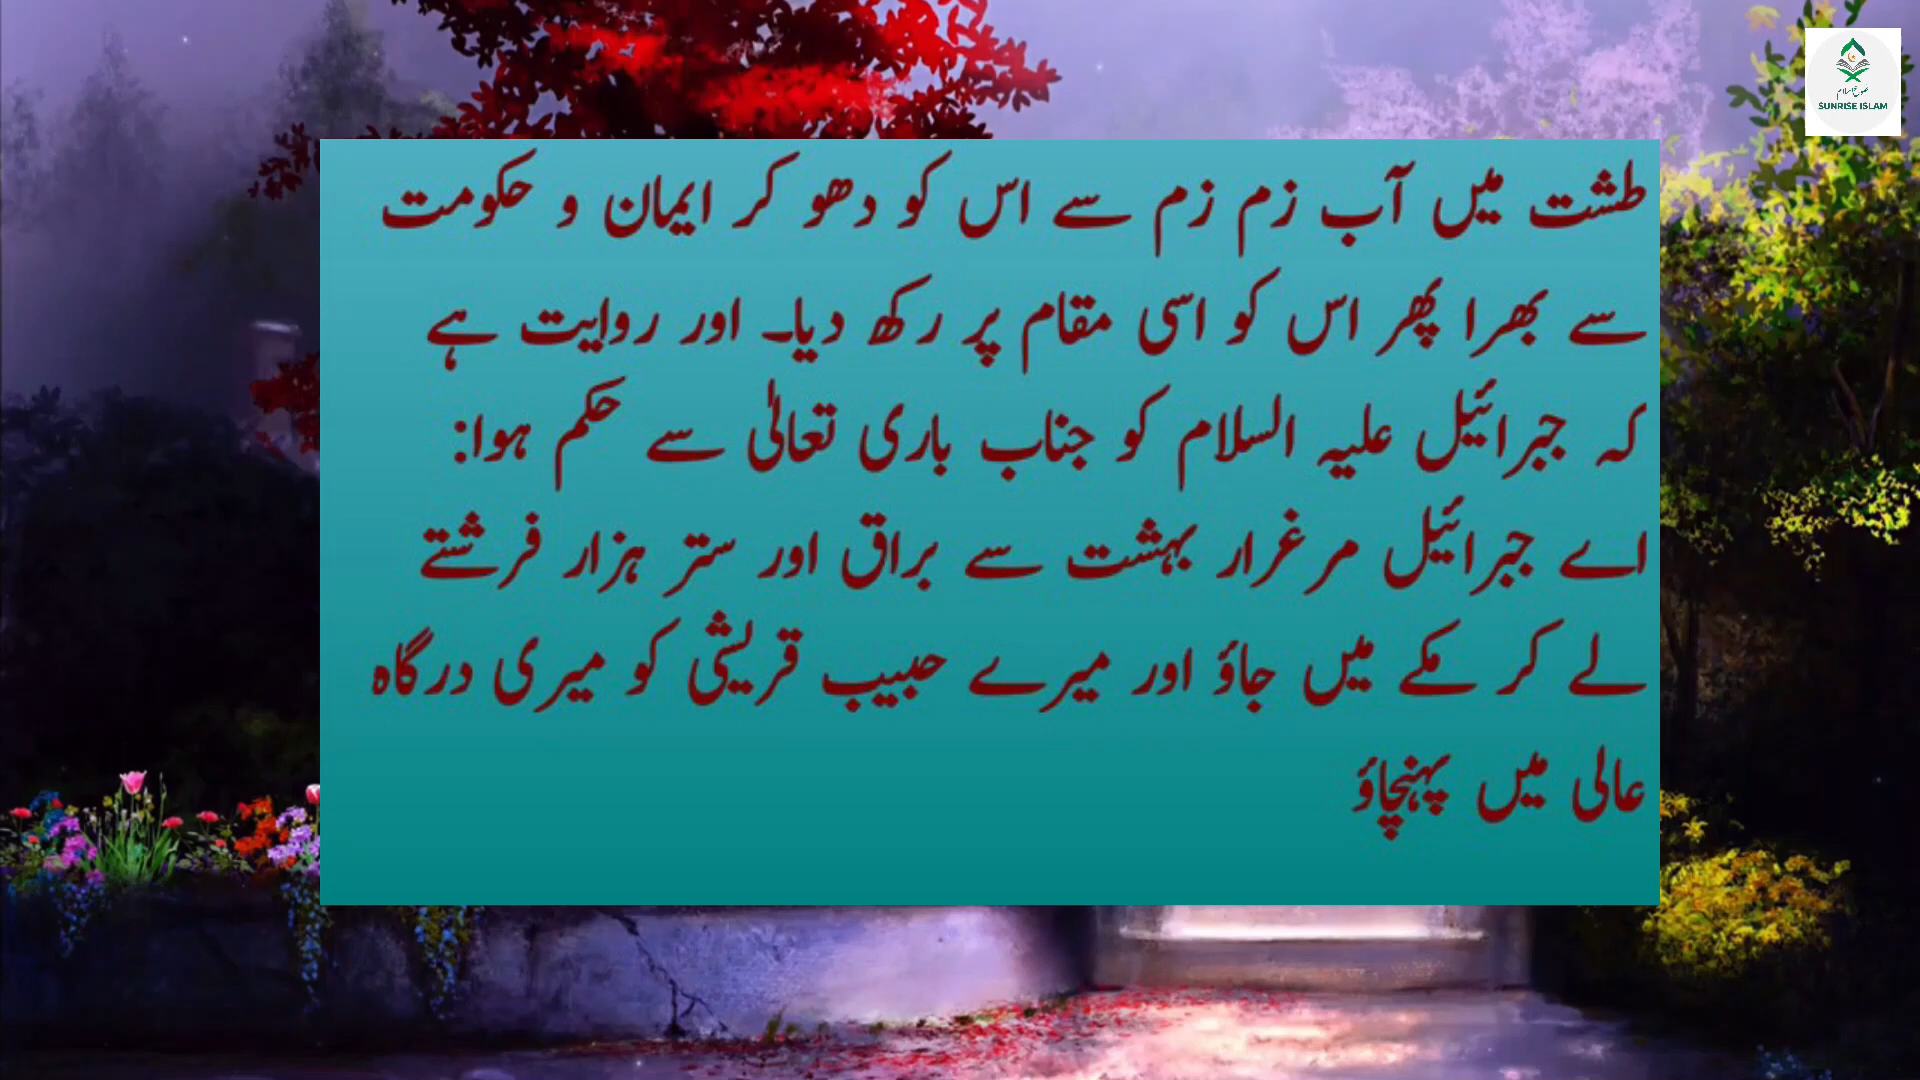 طشت میں آب زم زم سے اس کو دھو کر ایمان و حکومت
سے بھرا پھر اس کو اسی مقام پر رکھ دیا۔ اور روایت ہے
کہ جبرائیل علیہ السلام کو جناب باری تعالٰی سے حکم ہوا:
اے جبرائیل مرغرار بہشت سے براق اور ستر ہزار فرشتے
لے کر مکے میں جاؤ اور میرے حبیب قریشی کو میری درگاہ
عالی میں پہنچاؤ
SUNRISE ISLAM